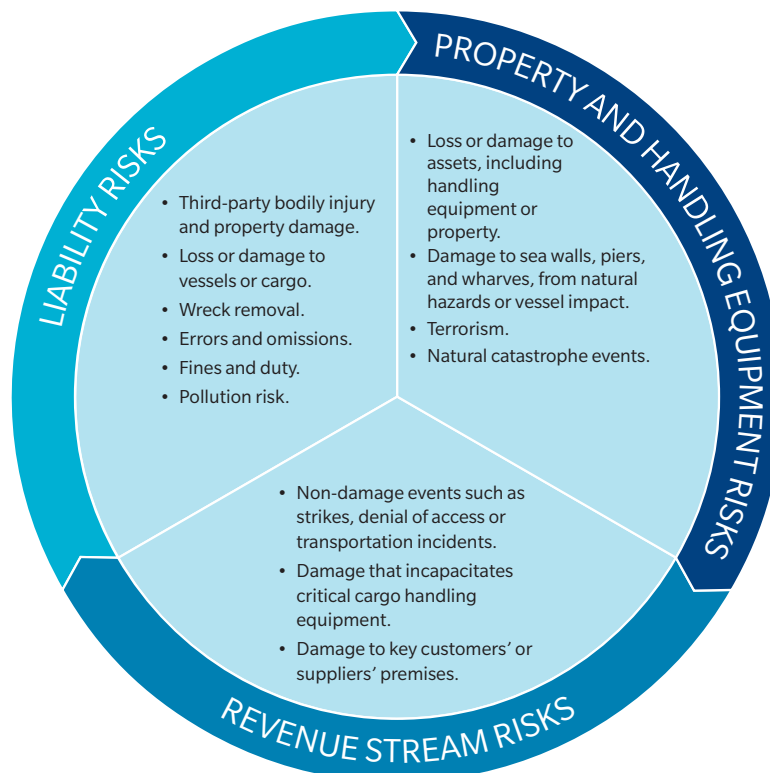 LIABILITY RISKS
• Third-party bodily injury
and property damage.
• Loss or damage to
vessels or cargo.
• Wreck removal.
• Errors and omissions.
• Fines and duty.
• Pollution risk.
PROPERTY AND HANDLING EQUIPMENT RISKS
• Loss or damage to
assets, including
handling
equipment or
property.
• Damage to sea walls, piers,
and wharves, from natural
hazards or vessel impact.
• Terrorism.
• Natural catastrophe events.
• Non-damage events such as
strikes, denial of access or
transportation incidents.
• Damage that incapacitates
critical cargo handling
equipment.
• Damage to key customers’ or
suppliers’ premises.
REVENUE STREAM RISKS